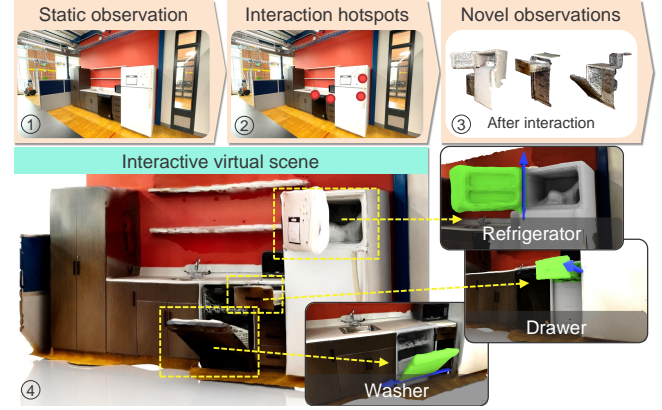 Static observation
Interaction hotspots
Novel observations
1
2
3
After interaction
Interactive virtual scene
Refrigerator
Drawer
Washer
4